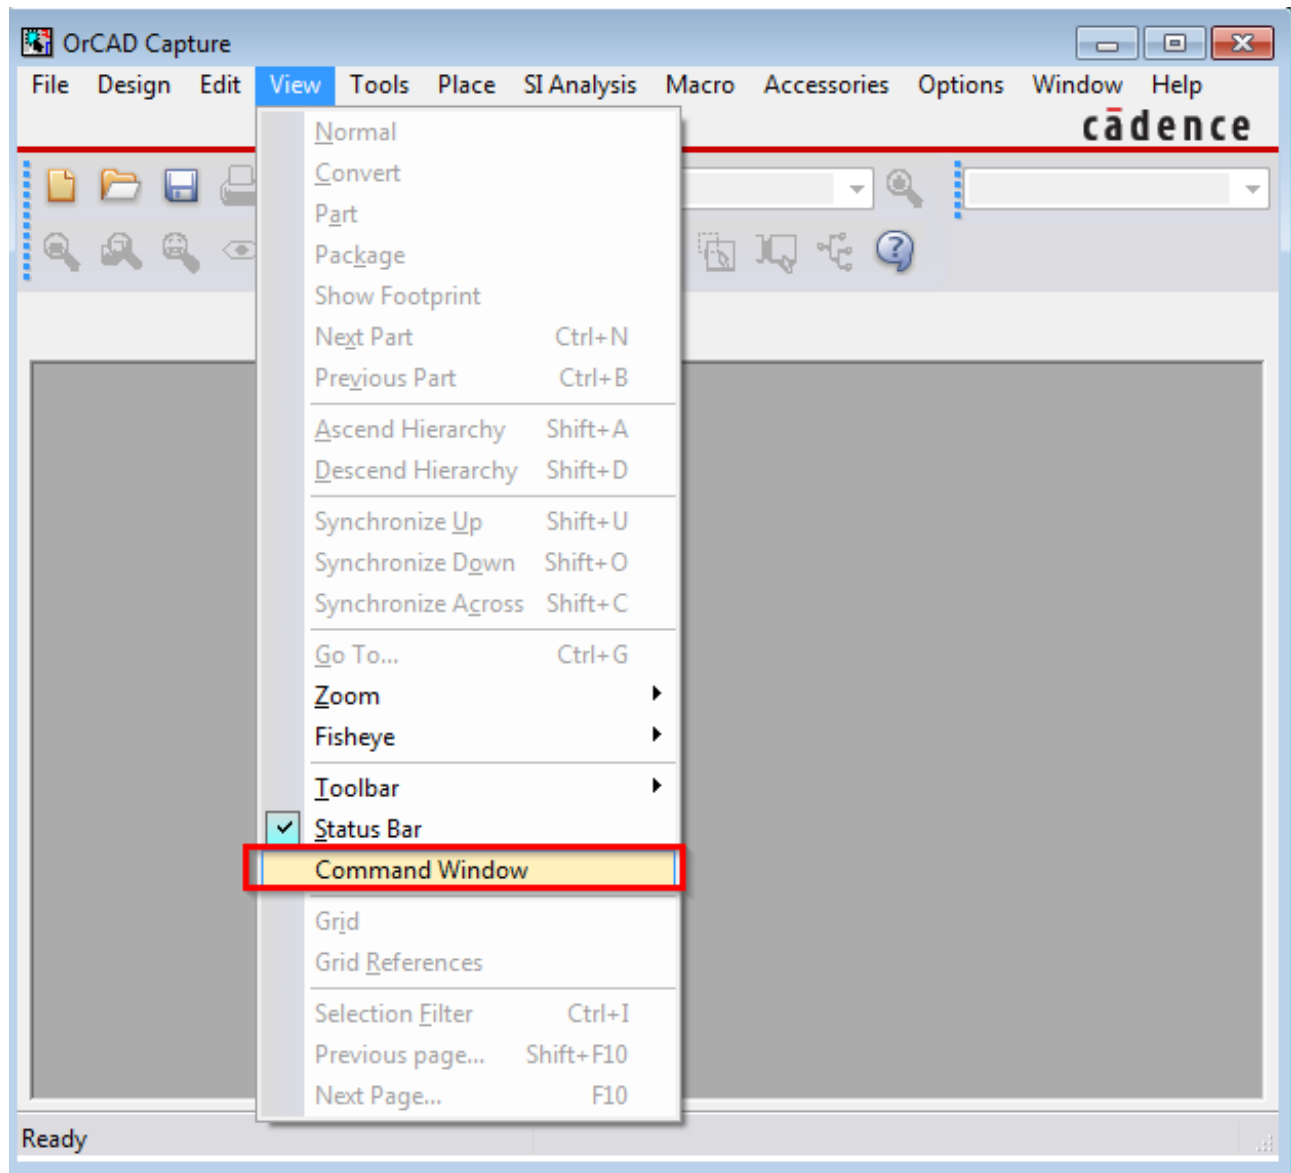 OrCAD Capture
File Design Edit View Tools Place SI Analysis Macro Accessories Options Window Help
cādence
Normal
Convert
Part
Package
Show Footprint
Next Part Ctrl+N
Previous Part Ctrl+B
Ascend Hierarchy Shift+A
Descend Hierarchy Shift+D
Synchronize Up Shift+U
Synchronize Down Shift+O
Synchronize Across Shift+C
Go To... Ctrl+G
Zoom
Fisheye
Toolbar
Status Bar
Command Window
Grid
Grid References
Selection Filter Ctrl+I
Previous page... Shift+F10
Next Page... F10
Ready